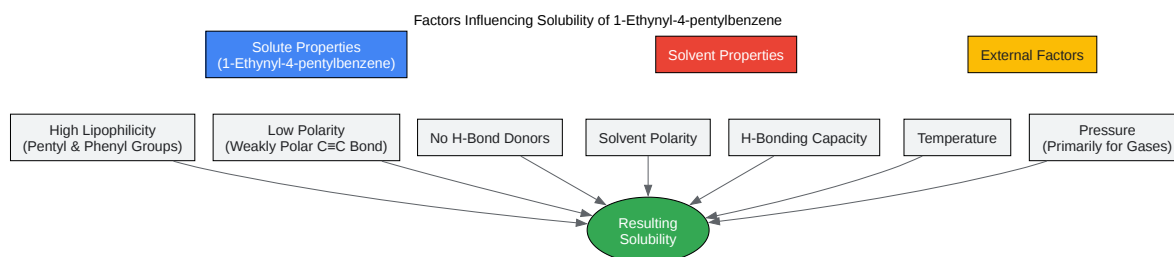 Factors Influencing Solubility of 1-Ethynyl-4-pentylbenzene
Solute Properties
(1-Ethynyl-4-pentylbenzene)
Solvent Properties
External Factors
High Lipophilicity
(Pentyl & Phenyl Groups)
Low Polarity
(Weakly Polar C≡C Bond)
No H-Bond Donors
Solvent Polarity
H-Bonding Capacity
Temperature
Pressure
(Primarily for Gases)
Resulting
Solubility